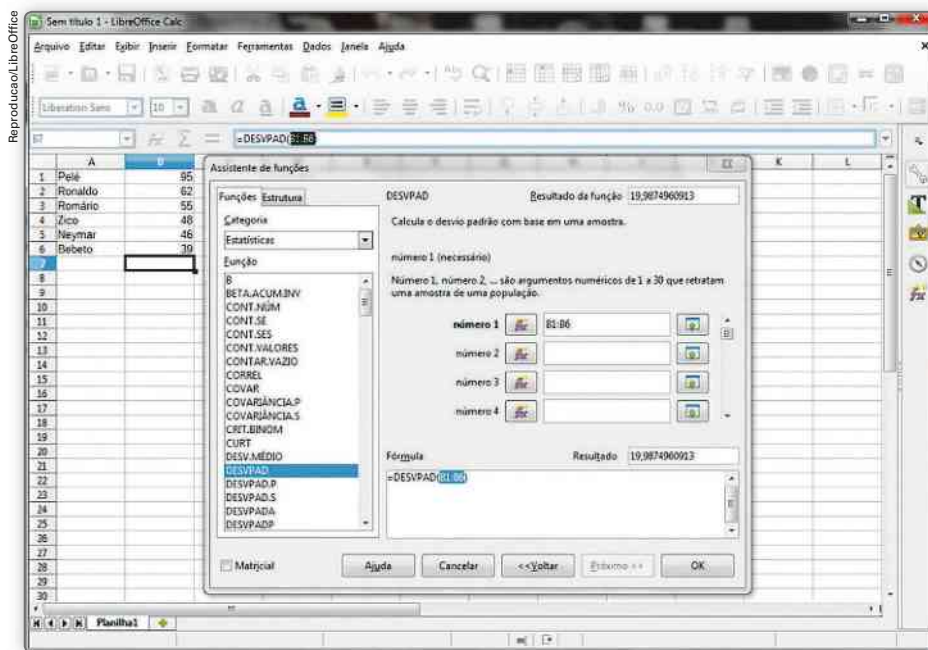 Reprodução/LibreOffice
Sem título 1 - LibreOffice Calc
Arquivo Editar Exibir Inserir Formatar Ferramentas Dados Janela Ajuda
Liberation Sans 10
B7 =DESVPAD(B1:B6)
A B K L
1 Pelé 95
2 Ronaldo 62
3 Romário 55
4 Zico 48
5 Neymar 46
6 Bebeto 39
7
8
9
10
11
12
13
14
15
16
17
18
19
20
21
22
23
24
25
26
27
28
29
30
Assistente de funções
Funções Estrutura
Categoria
Estatísticas
Função
B
BETA.ACUM.INV
CONT.NÚM
CONT.SE
CONT.SES
CONT.VALORES
CONTAR.VAZIO
CORREL
COVAR
COVARIÂNCIA.P
COVARIÂNCIA.S
CRIT.BINOM
CURT
DESV.MÉDIO
DESVPAD
DESVPAD.P
DESVPAD.S
DESVPADA
DESVPADP
DESVPAD Resultado da função 19,9874960913
Calcula o desvio padrão com base em uma amostra.
número 1 (necessário)
Número 1, número 2, ... são argumentos numéricos de 1 a 30 que retratam
uma amostra de uma população.
número 1 B1:B6
número 2
número 3
número 4
Fórmula Resultado 19,9874960913
=DESVPAD(B1:B6)
Matricial Ajuda Cancelar <<Voltar Próximo >> OK
Planilha1